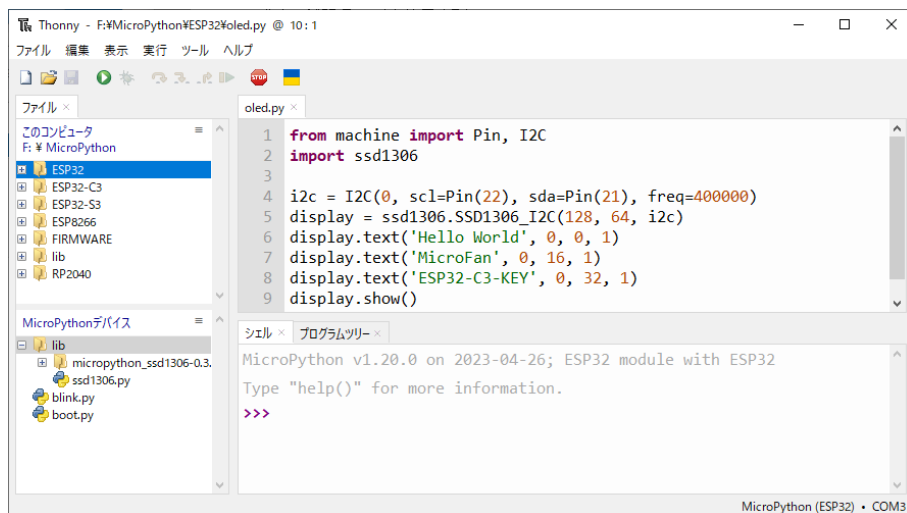 Thonny - F:¥MicroPython¥ESP32¥oled.py @ 10:1
ファイル 編集 表示 実行 ツール ヘルプ
STOP
ファイル ×
このコンピュータ
F: ¥ MicroPython
ESP32
ESP32-C3
ESP32-S3
ESP8266
FIRMWARE
lib
RP2040
MicroPythonデバイス
lib
micropython_ssd1306-0.3.
ssd1306.py
blink.py
boot.py
oled.py ×
1 from machine import Pin, I2C
2 import ssd1306
3
4 i2c = I2C(0, scl=Pin(22), sda=Pin(21), freq=400000)
5 display = ssd1306.SSD1306_I2C(128, 64, i2c)
6 display.text('Hello World', 0, 0, 1)
7 display.text('MicroFan', 0, 16, 1)
8 display.text('ESP32-C3-KEY', 0, 32, 1)
9 display.show()
シェル × プログラムツリー ×
MicroPython v1.20.0 on 2023-04-26; ESP32 module with ESP32
Type "help()" for more information.
>>>
MicroPython (ESP32) • COM3